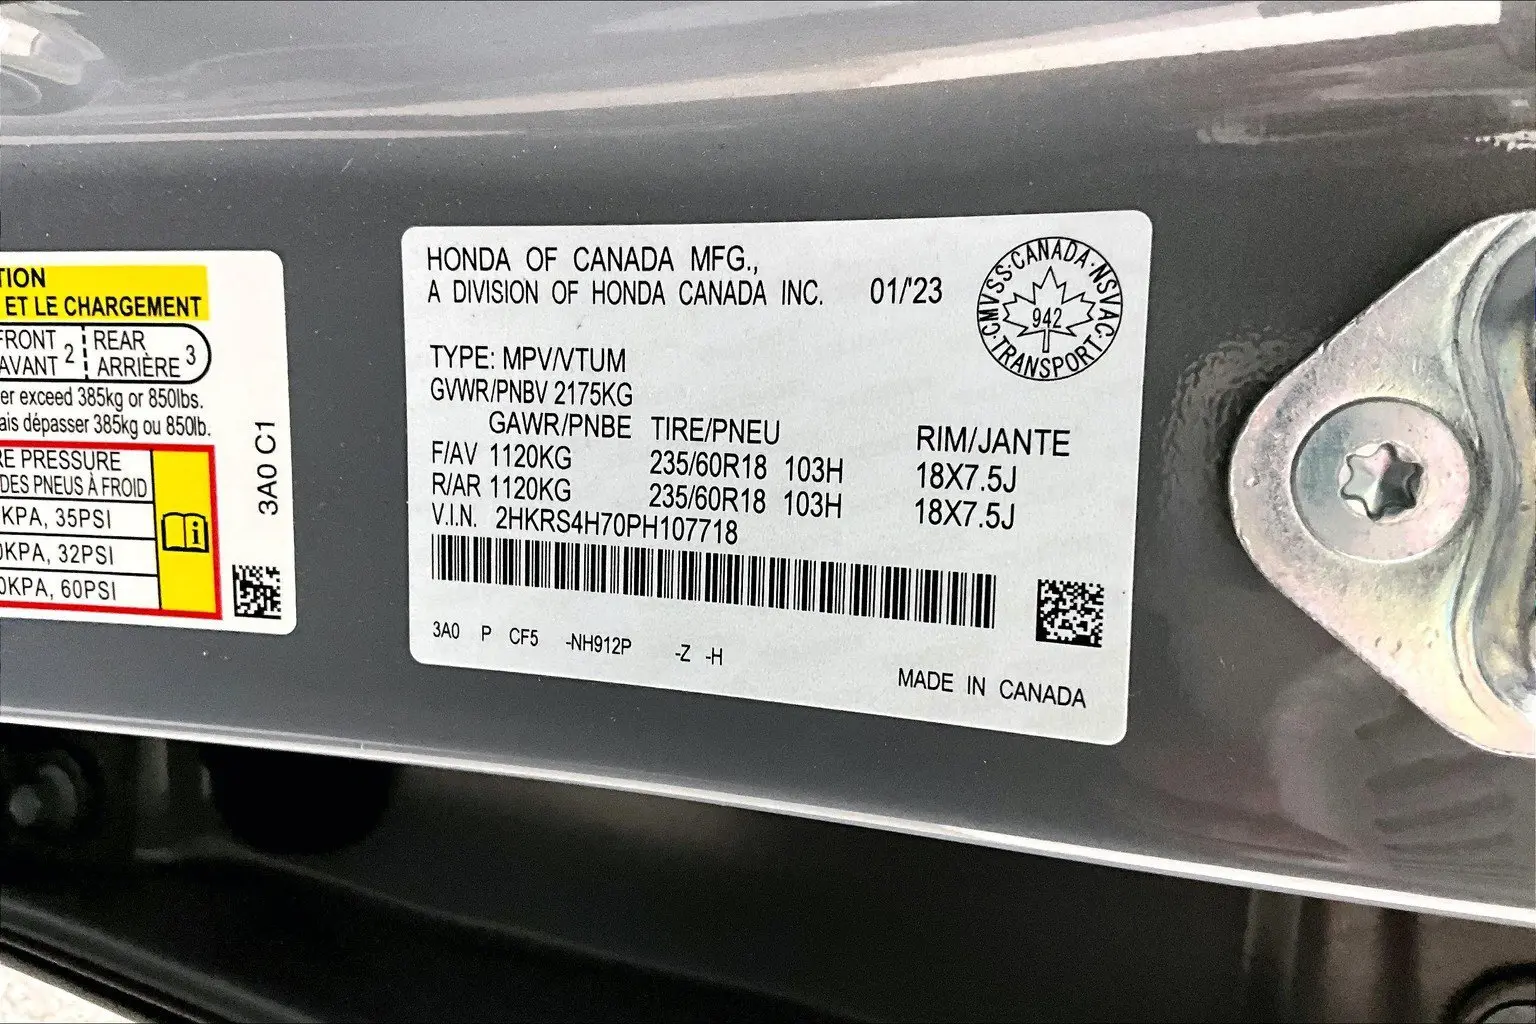 TION
ET LE CHARGEMENT
FRONT
AVANT 2
REAR
ARRIÈRE 3
er exceed 385kg or 850lbs.
ais dépasser 385kg ou 850lb.
RE PRESSURE
DES PNEUS À FROID
KPA, 35PSI
0KPA, 32PSI
0KPA, 60PSI
i
3A0 C1
HONDA OF CANADA MFG.,
A DIVISION OF HONDA CANADA INC. 01/'23
CMVSS·CANADA·NSVAC·TRANSPORT·
942
TYPE: MPV/VTUM
GVWR/PNBV 2175KG
GAWR/PNBE TIRE/PNEU RIM/JANTE
F/AV 1120KG 235/60R18 103H 18X7.5J
R/AR 1120KG 235/60R18 103H 18X7.5J
V.I.N. 2HKRS4H70PH107718
3A0 P CF5 -NH912P -Z -H
MADE IN CANADA